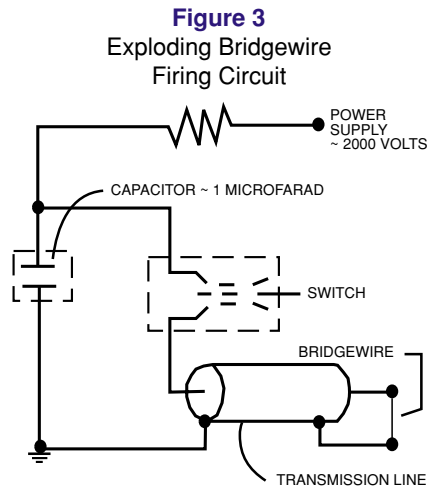 Figure 3
Exploding Bridgewire
Firing Circuit
POWER
SUPPLY
~ 2000 VOLTS
CAPACITOR ~ 1 MICROFARAD
SWITCH
BRIDGEWIRE
TRANSMISSION LINE